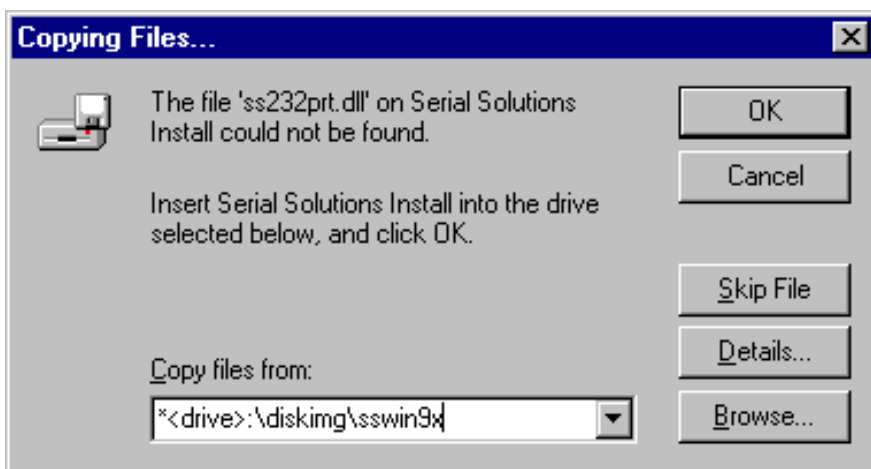 Copying Files...
The file 'ss232prt.dll' on Serial Solutions
Install could not be found.
Insert Serial Solutions Install into the drive
selected below, and click OK.
Copy files from:
*<drive>:\diskimg\sswin9x
OK
Cancel
Skip File
Details...
Browse...